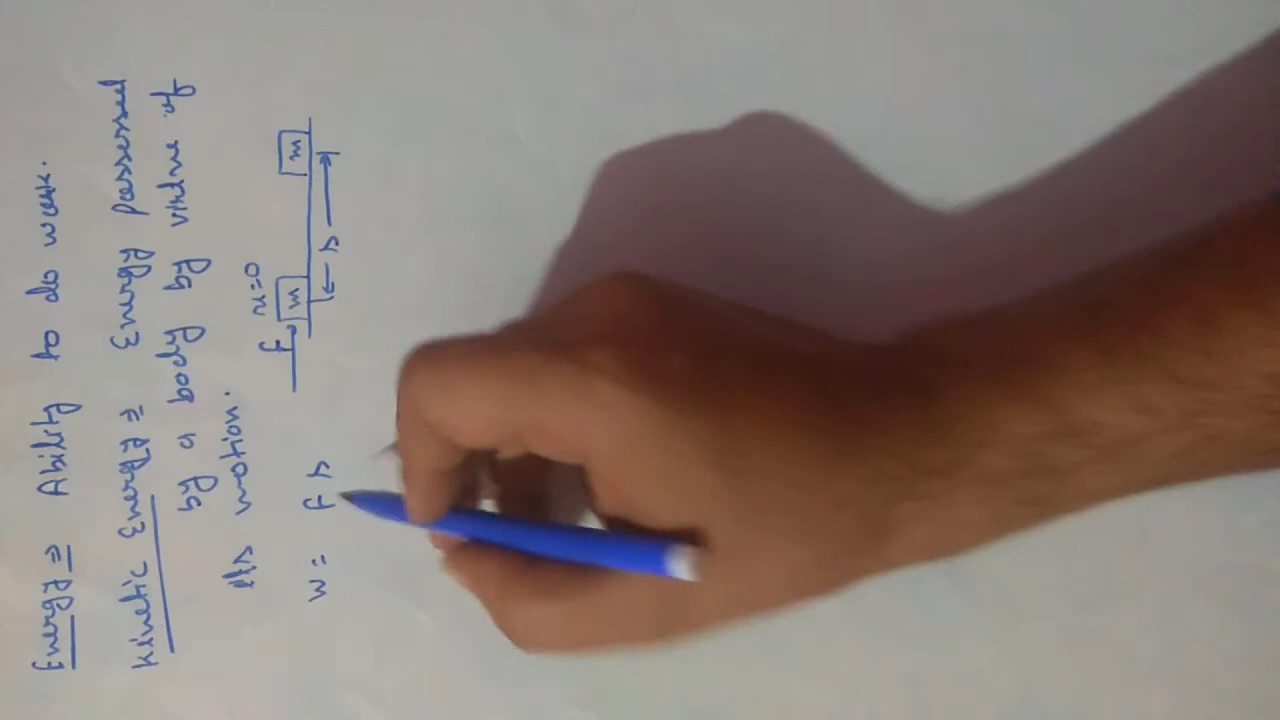 Energy ⇒ Ability to do work.
Kinetic Energy ⇒ Energy possessed
by a body by virtue of
its motion.
F u=0
m m
s
W = F s